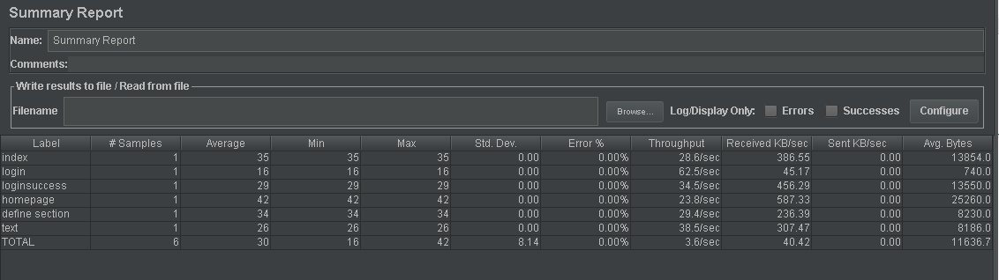 Summary Report
Name: Summary Report
Comments:
Write results to file / Read from file
Filename Browse... Log/Display Only: Errors Successes Configure
Label # Samples Average Min Max Std. Dev. Error % Throughput Received KB/sec Sent KB/sec Avg. Bytes
index 1 35 35 35 0.00 0.00% 28.6/sec 386.55 0.00 13854.0
login 1 16 16 16 0.00 0.00% 62.5/sec 45.17 0.00 740.0
loginsuccess 1 29 29 29 0.00 0.00% 34.5/sec 456.29 0.00 13550.0
homepage 1 42 42 42 0.00 0.00% 23.8/sec 587.33 0.00 25260.0
define section 1 34 34 34 0.00 0.00% 29.4/sec 236.39 0.00 8230.0
text 1 26 26 26 0.00 0.00% 38.5/sec 307.47 0.00 8186.0
TOTAL 6 30 16 42 8.14 0.00% 3.6/sec 40.42 0.00 11636.7